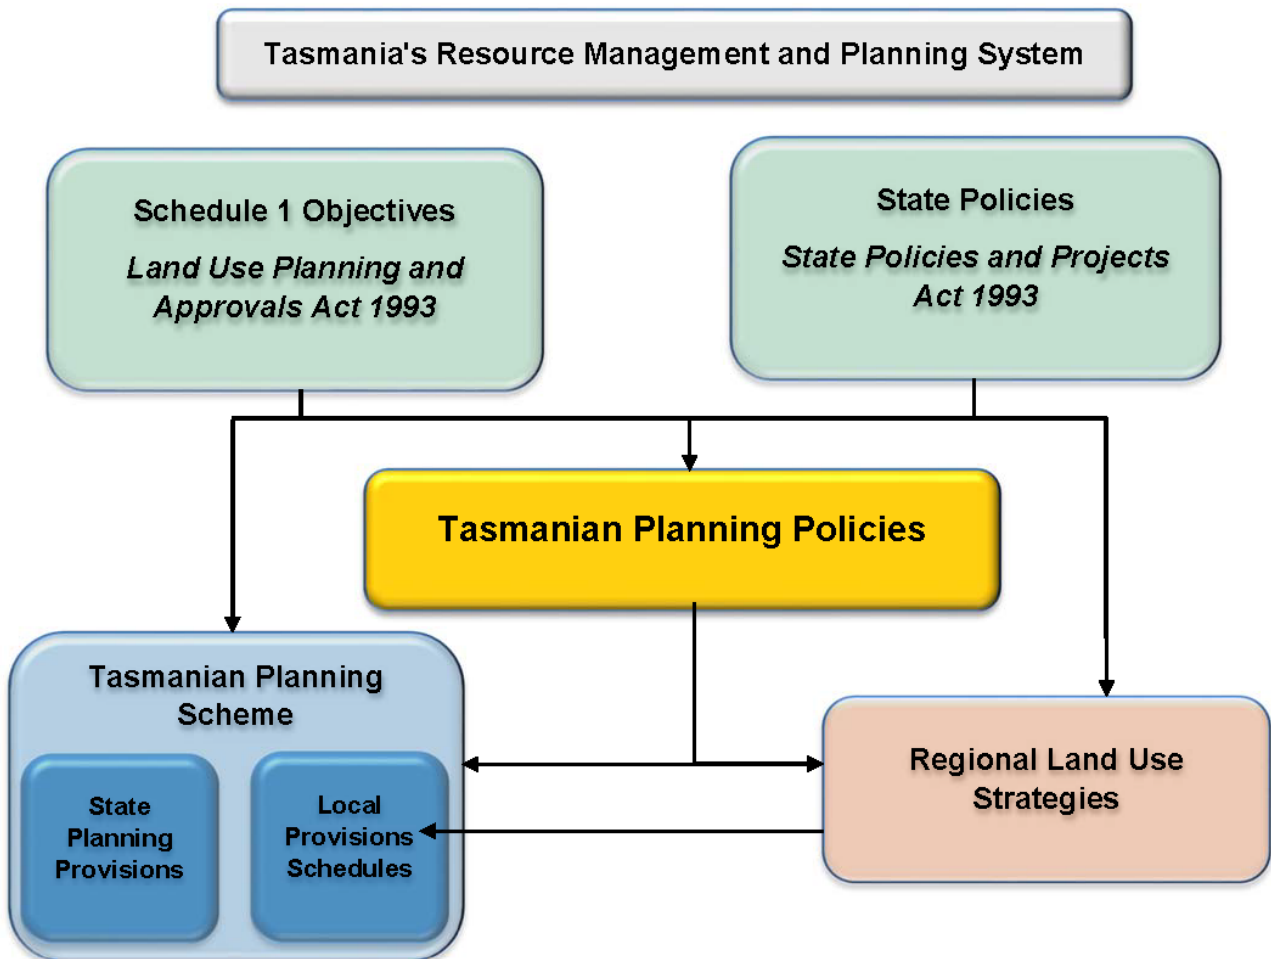 Tasmania's Resource Management and Planning System
Schedule 1 Objectives
Land Use Planning and
Approvals Act 1993
State Policies
State Policies and Projects
Act 1993
Tasmanian Planning Policies
Tasmanian Planning
Scheme
State
Planning
Provisions
Local
Provisions
Schedules
Regional Land Use
Strategies